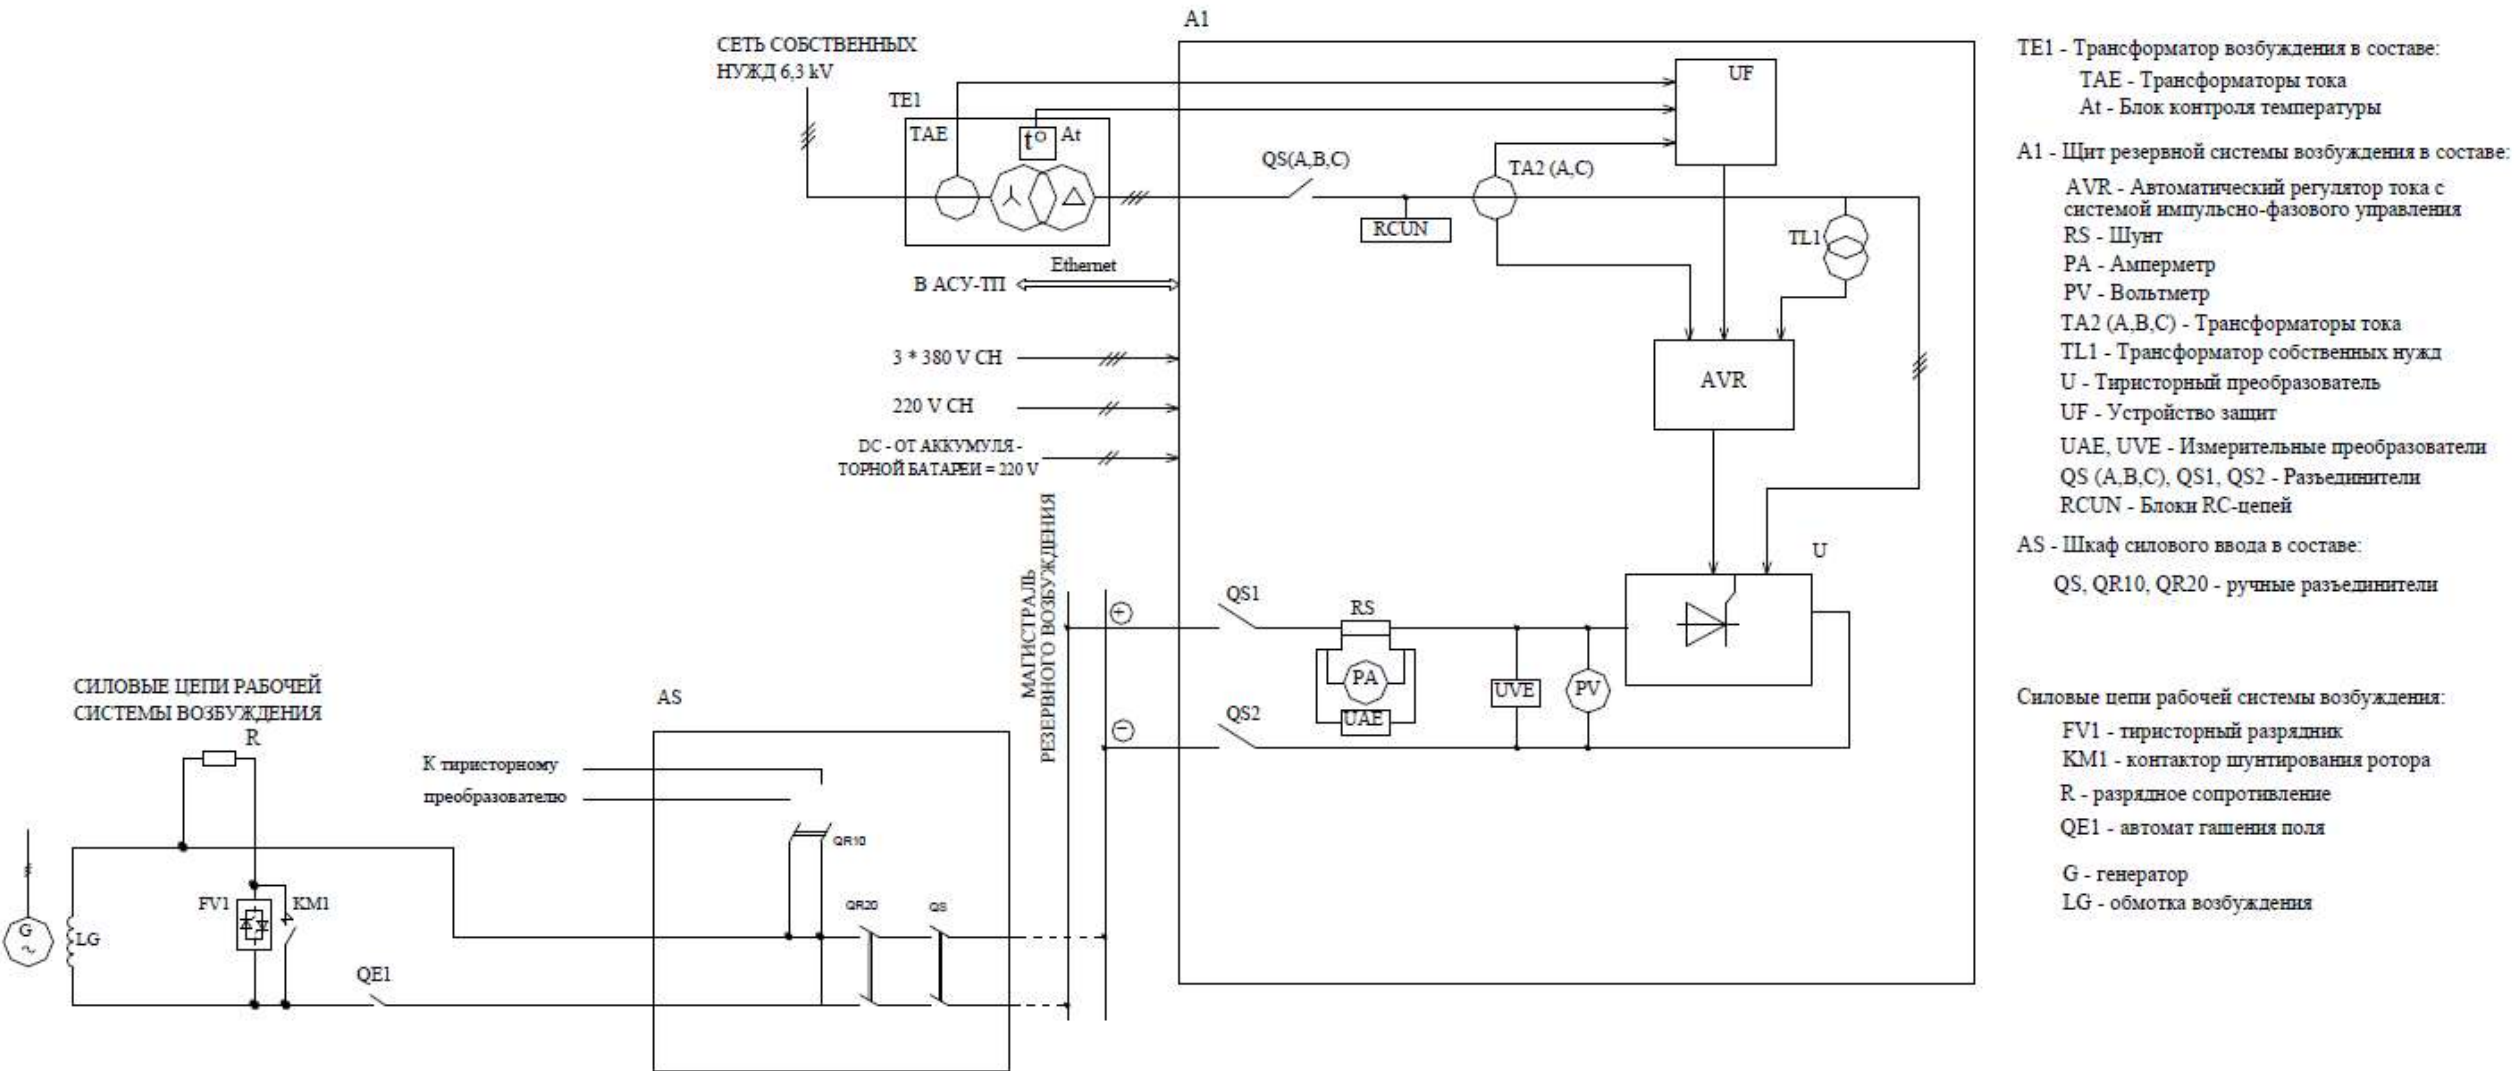 A1
СЕТЬ СОБСТВЕННЫХ
НУЖД 6,3 kV
TE1
TAE
t°
At
UF
QS(A,B,C)
TA2 (A,C)
RCUN
TL1
Ethernet
В АСУ-ТП
3 * 380 V СН
220 V СН
DC - ОТ АККУМУЛЯ -
ТОРНОЙ БАТАРЕИ = 220 V
AVR
U
МАГИСТРАЛЬ
РЕЗЕРВНОГО ВОЗБУЖДЕНИЯ
+
−
QS1
RS
PA
UAE
UVE
PV
QS2
СИЛОВЫЕ ЦЕПИ РАБОЧЕЙ
СИСТЕМЫ ВОЗБУЖДЕНИЯ
R
AS
К тиристорному
преобразователю
QR10
QR20
QS
FV1
KM1
G
~
LG
QE1
TE1 - Трансформатор возбуждения в составе:
TAE - Трансформаторы тока
At - Блок контроля температуры
A1 - Щит резервной системы возбуждения в составе:
AVR - Автоматический регулятор тока с
системой импульсно-фазового управления
RS - Шунт
PA - Амперметр
PV - Вольтметр
TA2 (A,B,C) - Трансформаторы тока
TL1 - Трансформатор собственных нужд
U - Тиристорный преобразователь
UF - Устройство защит
UAE, UVE - Измерительные преобразователи
QS (A,B,C), QS1, QS2 - Разъединители
RCUN - Блоки RC-цепей
AS - Шкаф силового ввода в составе:
QS, QR10, QR20 - ручные разъединители
Силовые цепи рабочей системы возбуждения:
FV1 - тиристорный разрядник
KM1 - контактор шунтирования ротора
R - разрядное сопротивление
QE1 - автомат гашения поля
G - генератор
LG - обмотка возбуждения